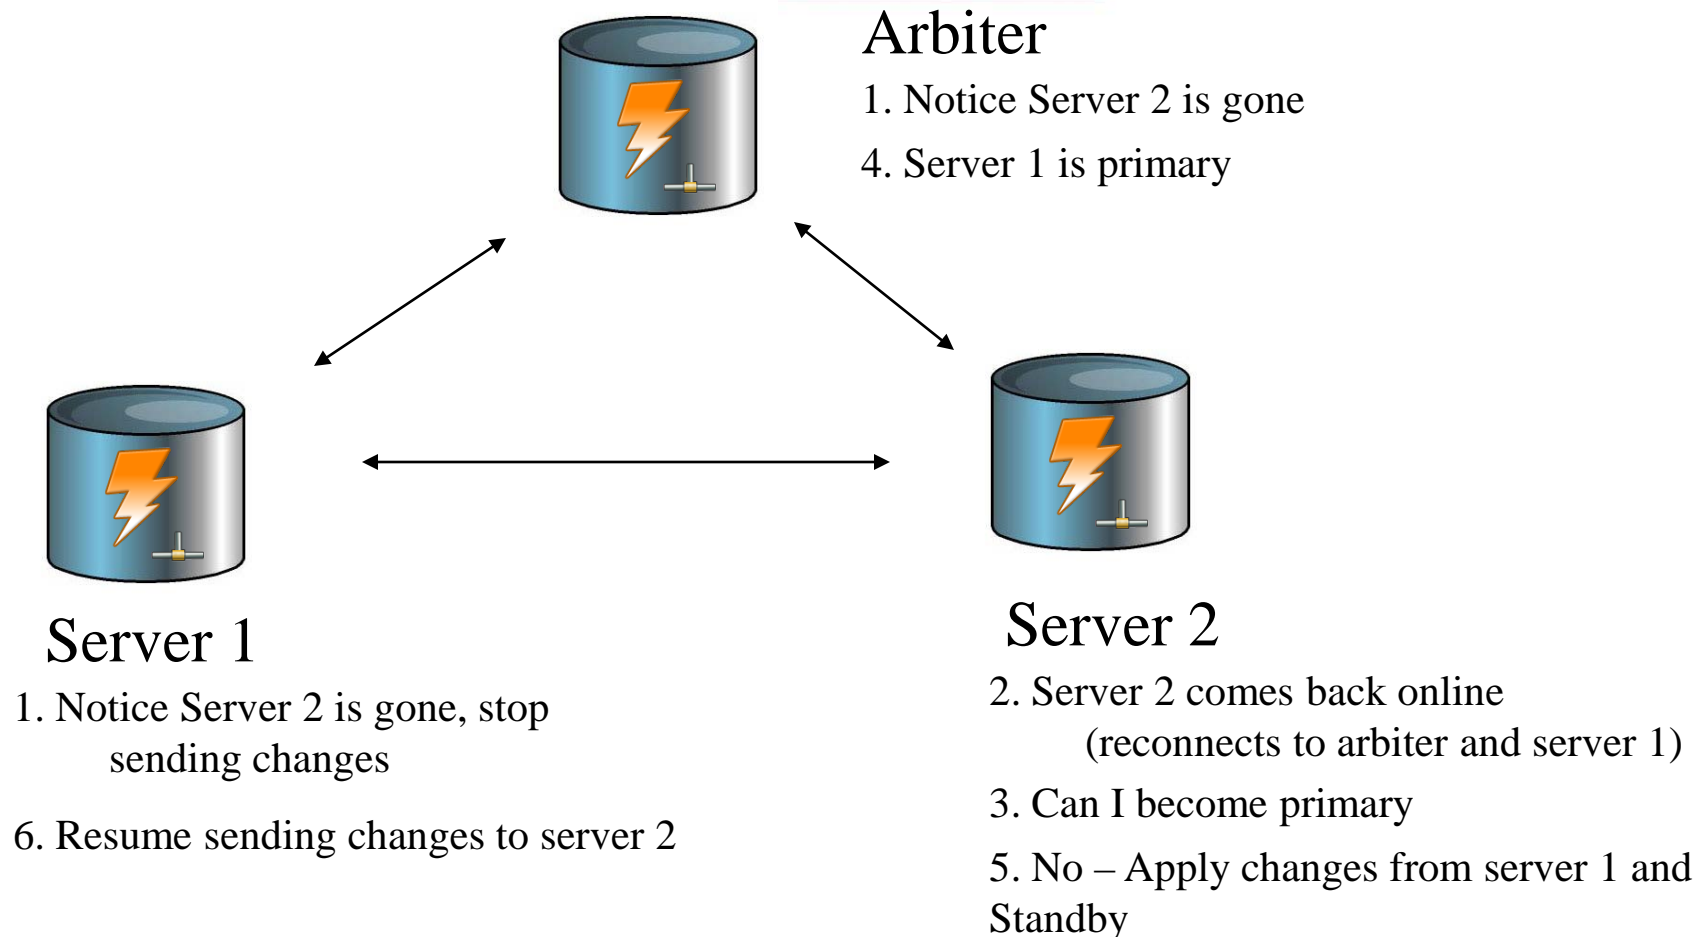 Arbiter
1. Notice Server 2 is gone
4. Server 1 is primary
Server 1
1. Notice Server 2 is gone, stop
sending changes
6. Resume sending changes to server 2
Server 2
2. Server 2 comes back online
(reconnects to arbiter and server 1)
3. Can I become primary
5. No – Apply changes from server 1 and
Standby